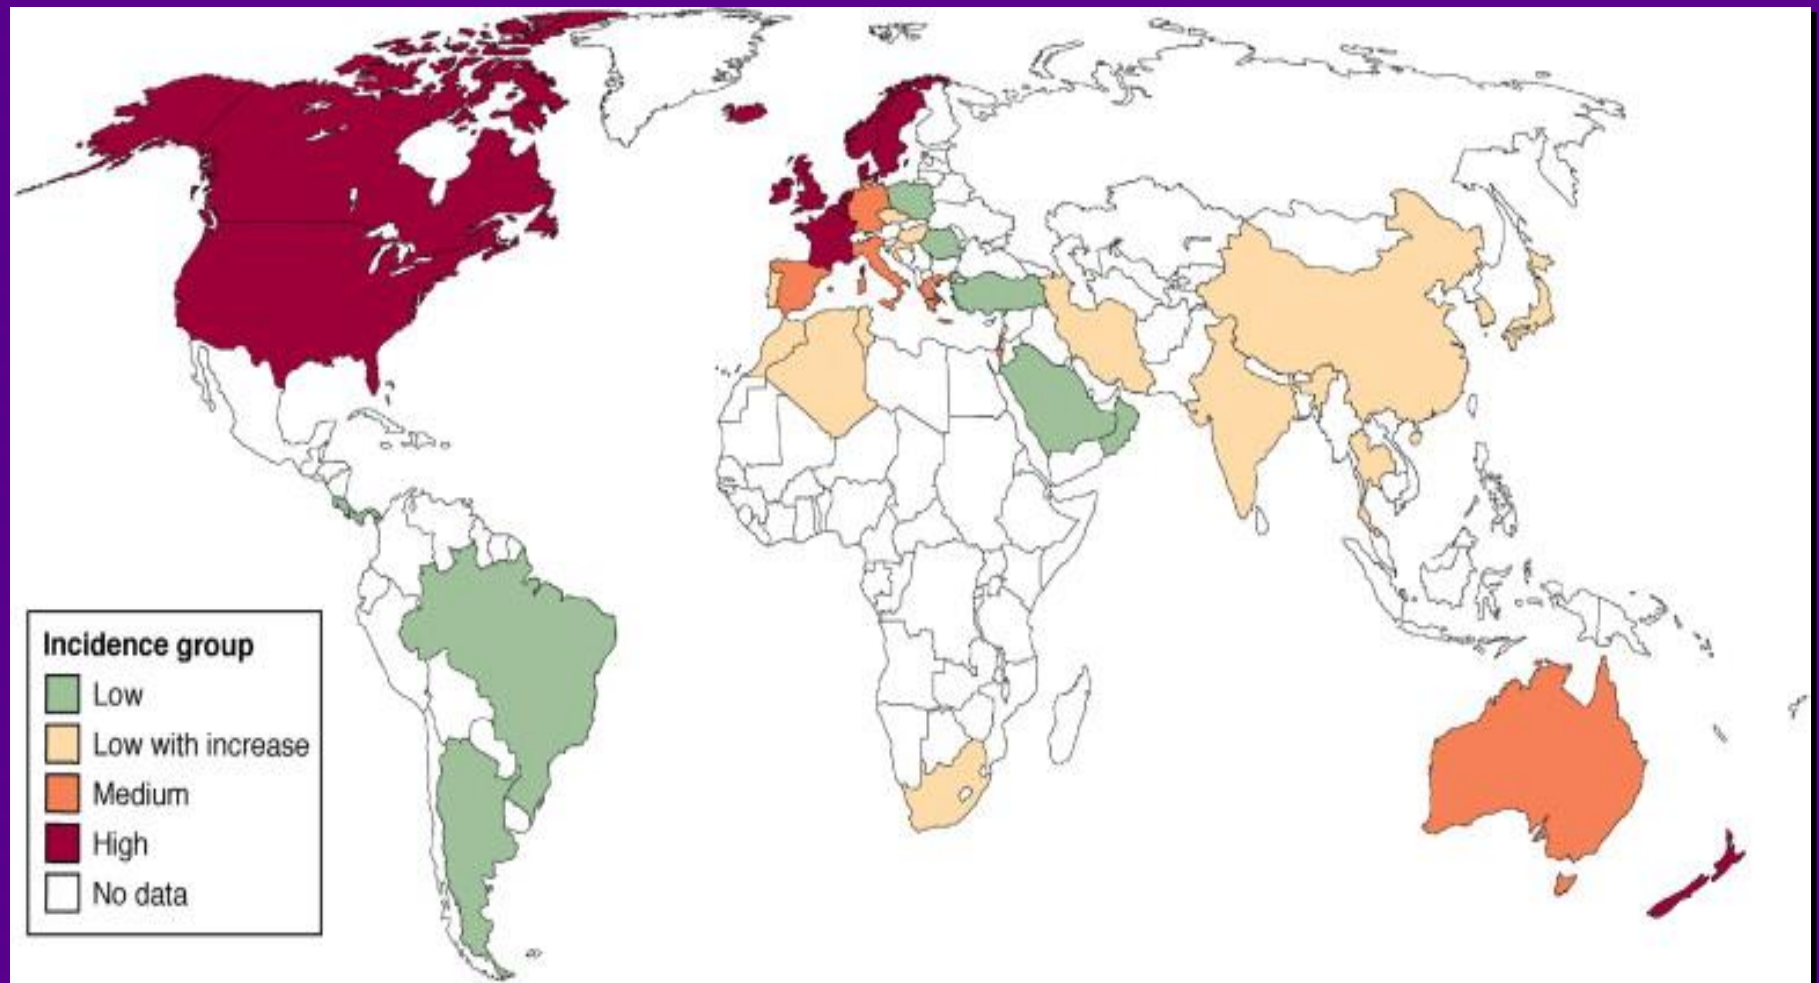 Incidence group
Low
Low with increase
Medium
High
No data